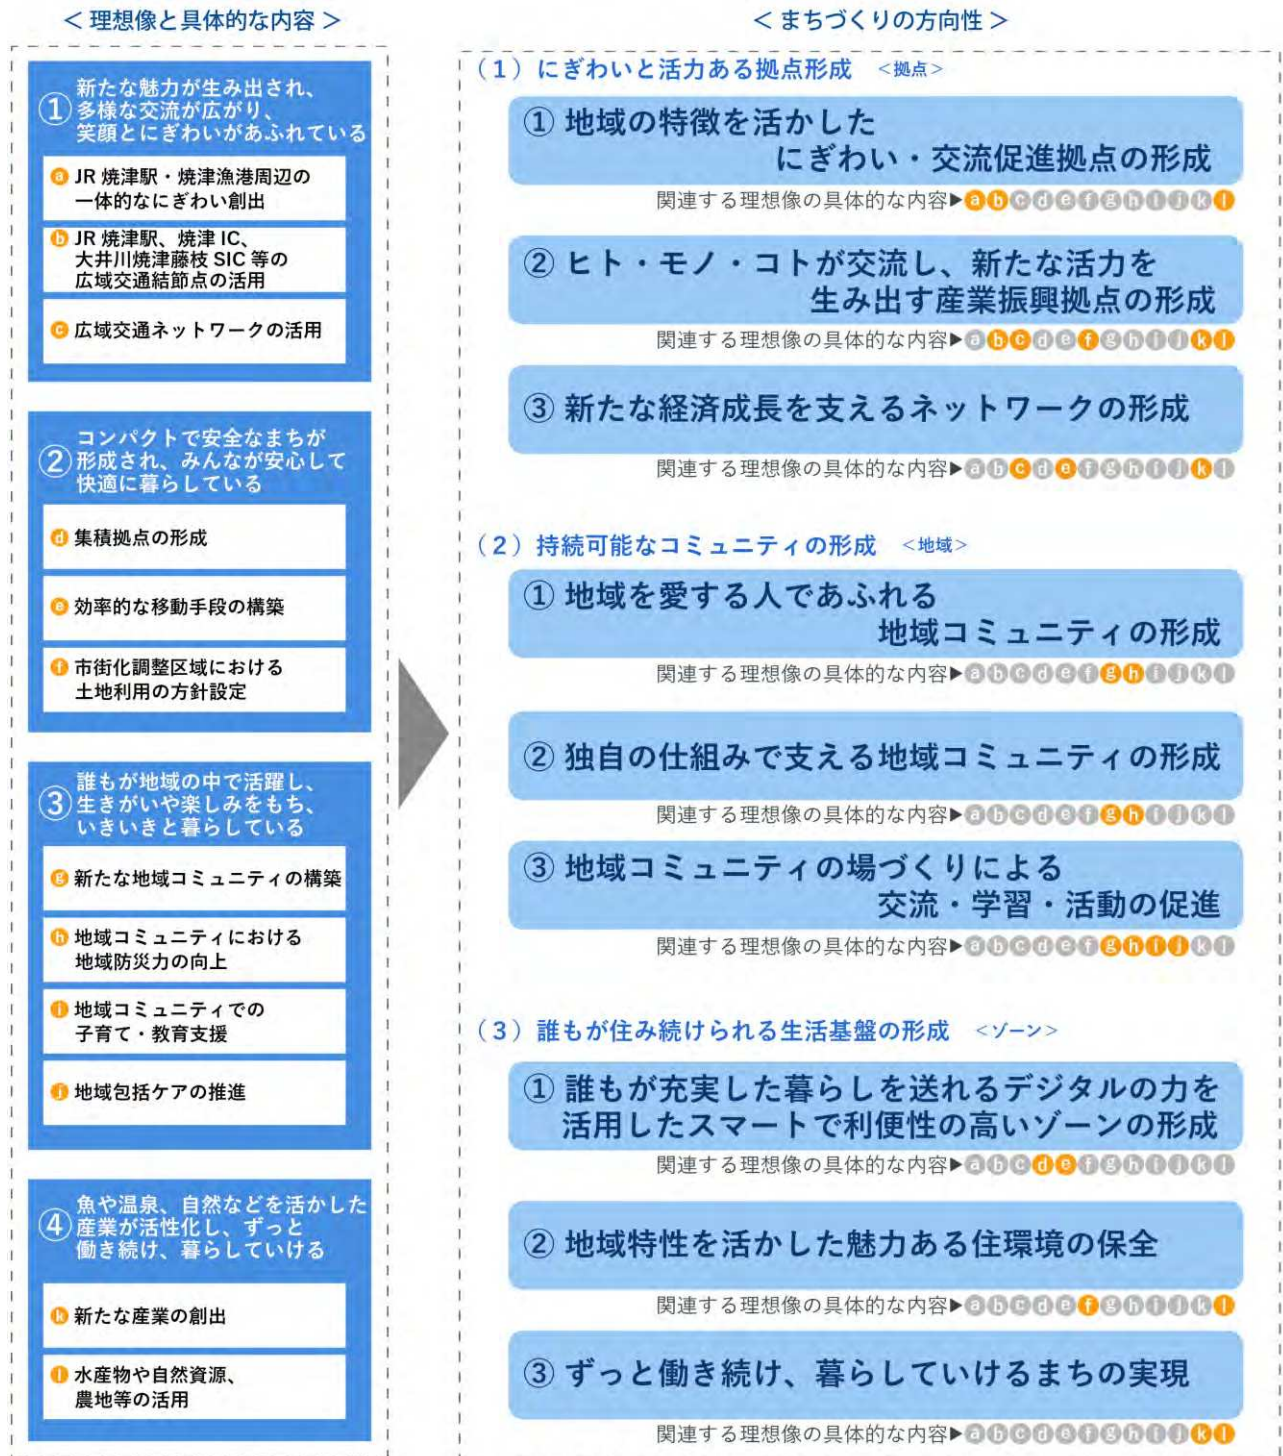 ＜理想像と具体的な内容＞
① 新たな魅力が生み出され、
多様な交流が広がり、
笑顔とにぎわいがあふれている
a JR 焼津駅・焼津漁港周辺の
一体的なにぎわい創出
b JR 焼津駅、焼津 IC、
大井川焼津藤枝 SIC 等の
広域交通結節点の活用
c 広域交通ネットワークの活用
② コンパクトで安全なまちが
形成され、みんなが安心して
快適に暮らしている
d 集積拠点の形成
e 効率的な移動手段の構築
f 市街化調整区域における
土地利用の方針設定
③ 誰もが地域の中で活躍し、
生きがいや楽しみをもち、
いきいきと暮らしている
g 新たな地域コミュニティの構築
h 地域コミュニティにおける
地域防災力の向上
i 地域コミュニティでの
子育て・教育支援
j 地域包括ケアの推進
④ 魚や温泉、自然などを活かした
産業が活性化し、ずっと
働き続け、暮らしていける
k 新たな産業の創出
l 水産物や自然資源、
農地等の活用
＜まちづくりの方向性＞
（1）にぎわいと活力ある拠点形成 ＜拠点＞
① 地域の特徴を活かした
にぎわい・交流促進拠点の形成
関連する理想像の具体的な内容▶abcdefghijkl
② ヒト・モノ・コトが交流し、新たな活力を
生み出す産業振興拠点の形成
関連する理想像の具体的な内容▶abcdefghijkl
③ 新たな経済成長を支えるネットワークの形成
関連する理想像の具体的な内容▶abcdefghijkl
（2）持続可能なコミュニティの形成 ＜地域＞
① 地域を愛する人であふれる
地域コミュニティの形成
関連する理想像の具体的な内容▶abcdefghijkl
② 独自の仕組みで支える地域コミュニティの形成
関連する理想像の具体的な内容▶abcdefghijkl
③ 地域コミュニティの場づくりによる
交流・学習・活動の促進
関連する理想像の具体的な内容▶abcdefghijkl
（3）誰もが住み続けられる生活基盤の形成 ＜ゾーン＞
① 誰もが充実した暮らしを送れるデジタルの力を
活用したスマートで利便性の高いゾーンの形成
関連する理想像の具体的な内容▶abcdefghijkl
② 地域特性を活かした魅力ある住環境の保全
関連する理想像の具体的な内容▶abcdefghijkl
③ ずっと働き続け、暮らしていけるまちの実現
関連する理想像の具体的な内容▶abcdefghijkl